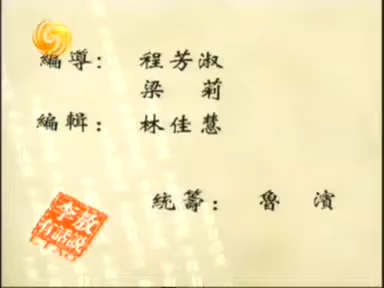 編導：程芳淑
梁莉
編輯：林佳慧
統籌：魯濱
李敖
有話說